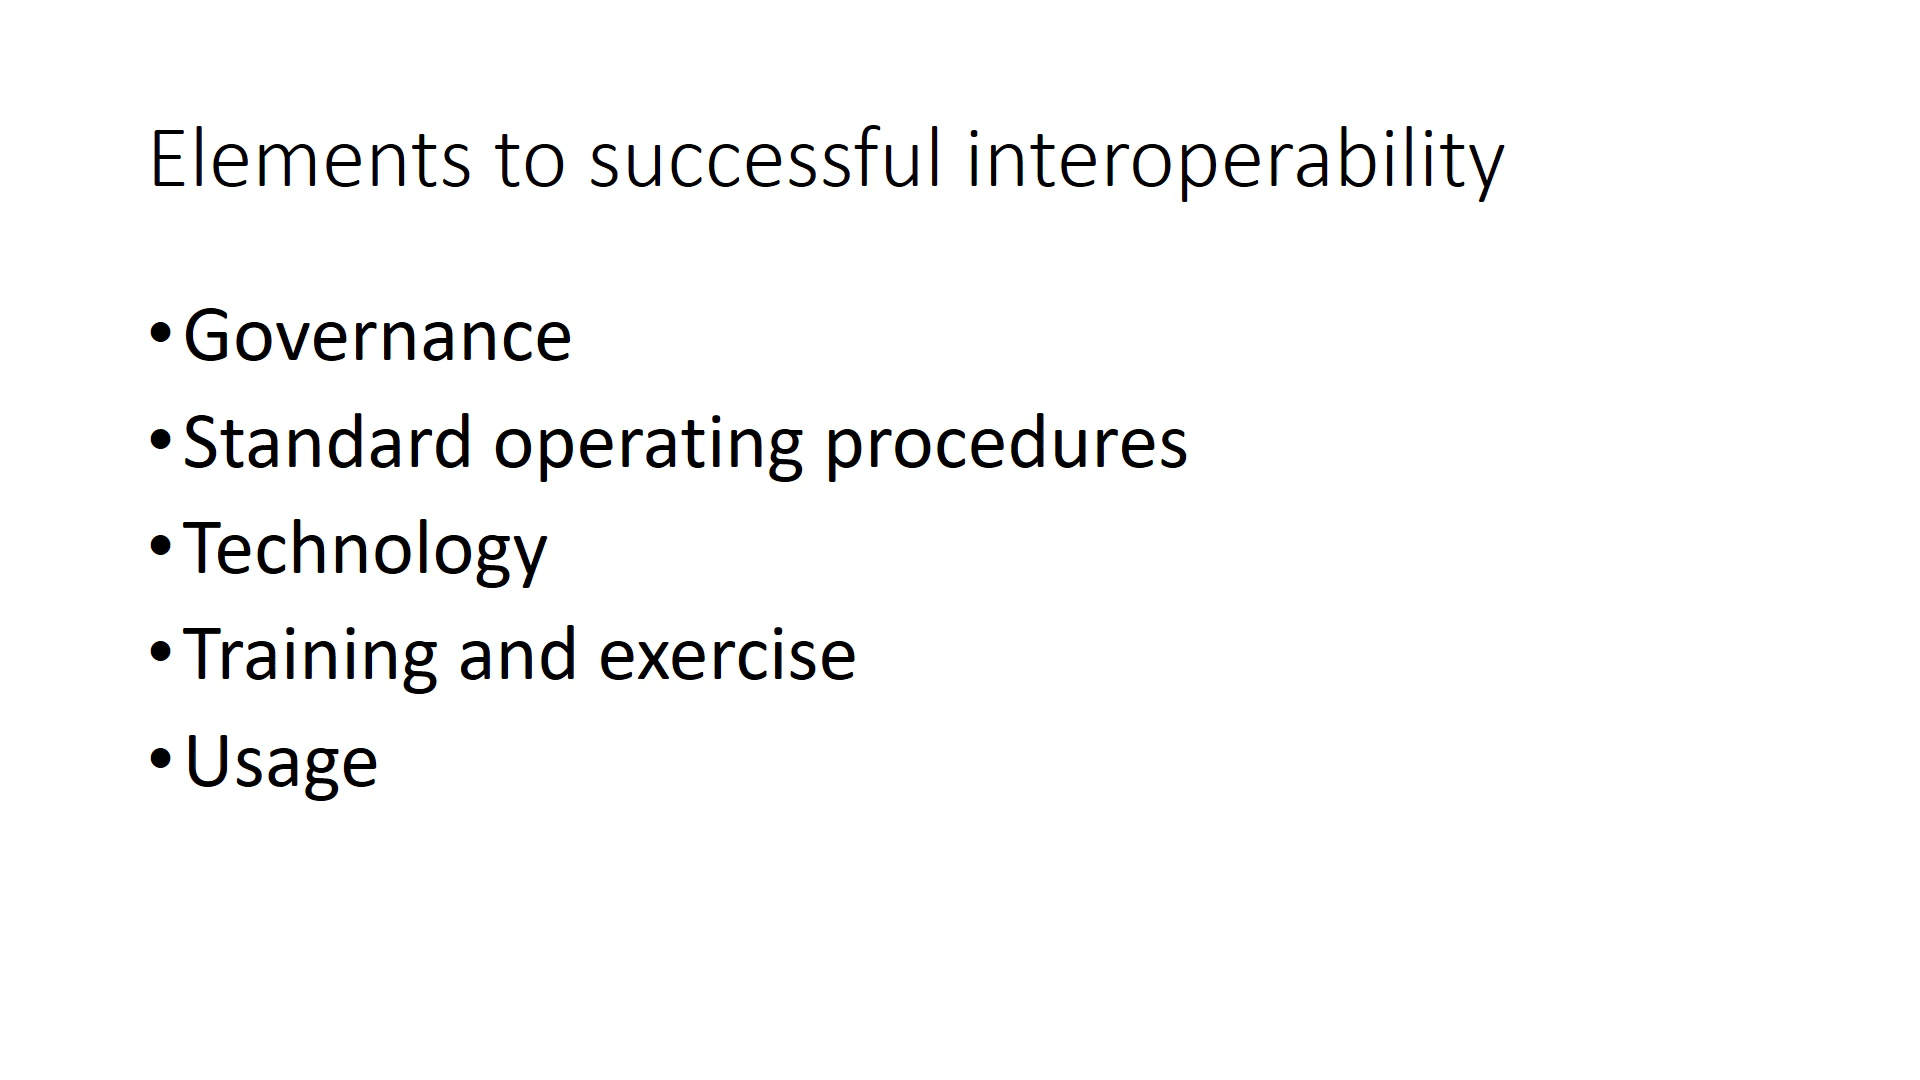 Elements to successful interoperability
•Governance
•Standard operating procedures
•Technology
•Training and exercise
•Usage